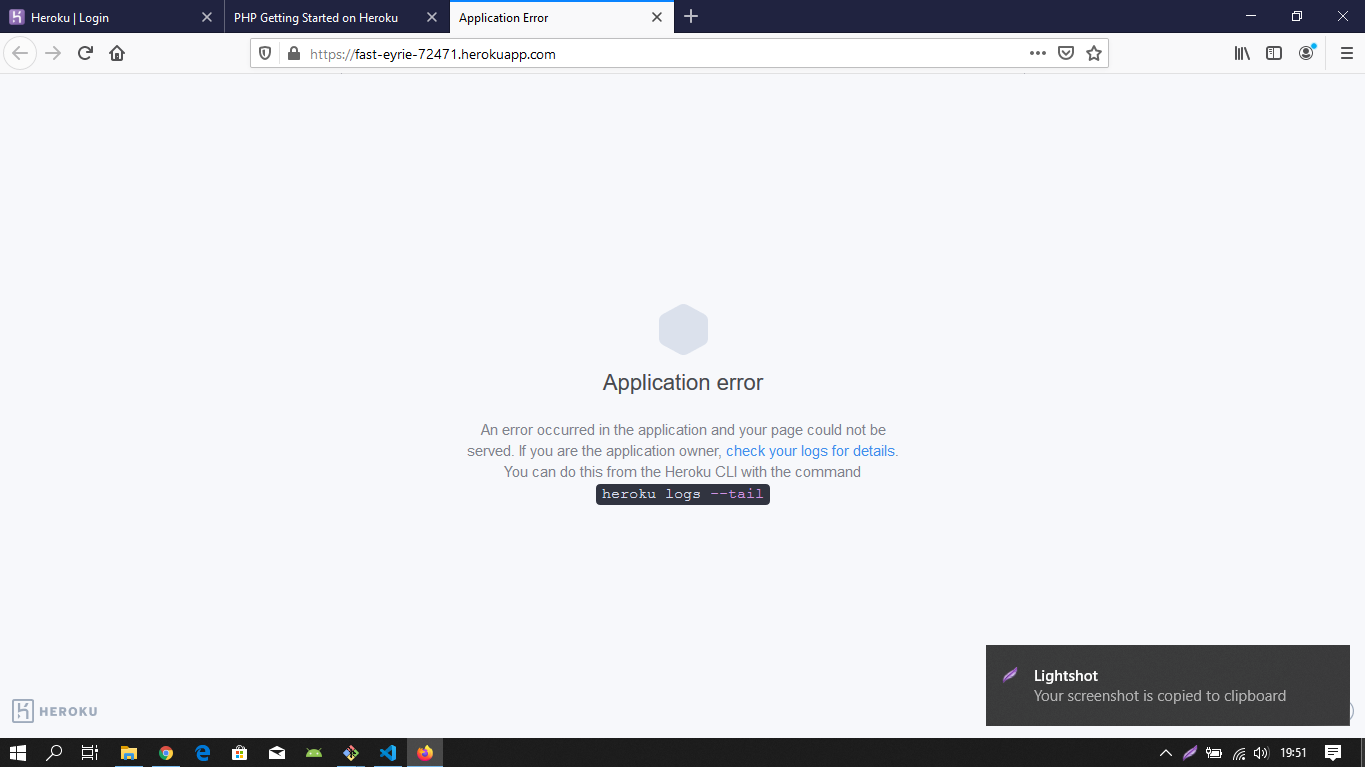 Heroku | Login
PHP Getting Started on Heroku
Application Error
https://fast-eyrie-72471.herokuapp.com
Application error
An error occurred in the application and your page could not be
served. If you are the application owner, check your logs for details.
You can do this from the Heroku CLI with the command
heroku logs --tail
Lightshot
Your screenshot is copied to clipboard
HEROKU
19:51